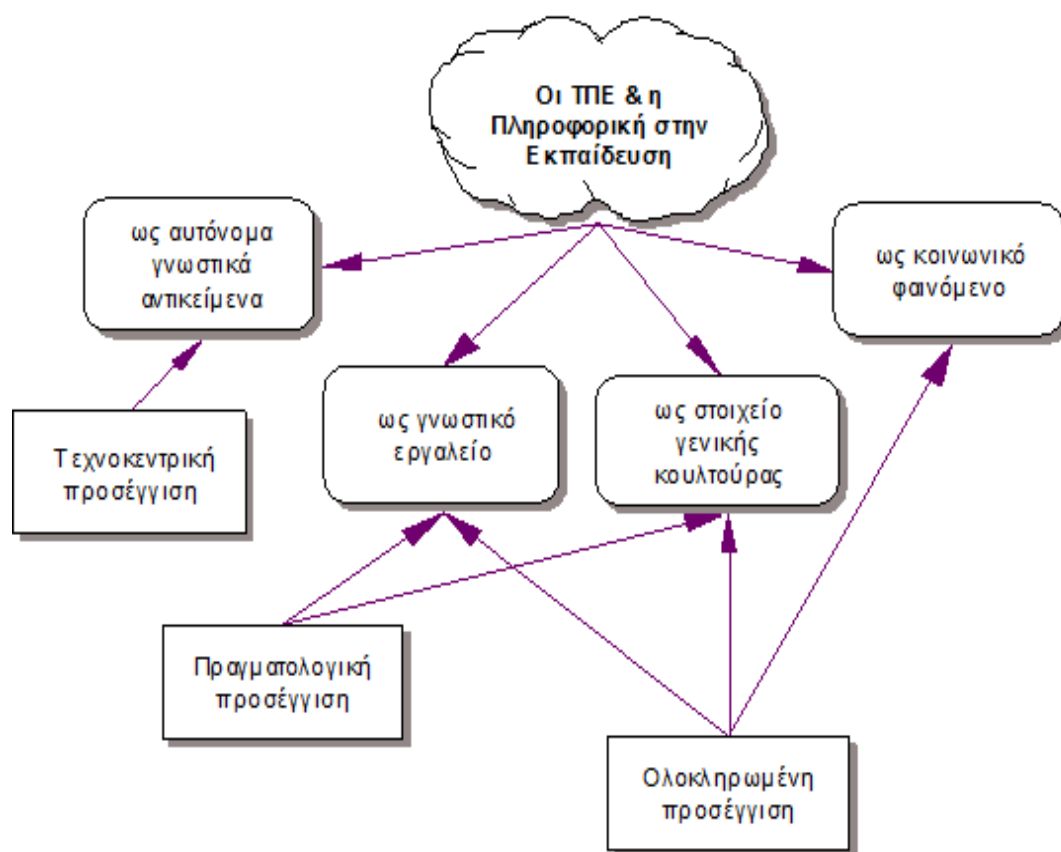 Οι ΤΠΕ & η
Πληροφορική στην
Εκπαίδευση
ως αυτόνομα
γνωστικά
αντικείμενα
ως κοινωνικό
φαινόμενο
ως γνωστικό
εργαλείο
ως στοιχείο
γενικής
κουλτούρας
Τεχνοκεντρική
προσέγγιση
Πραγματολογική
προσέγγιση
Ολοκληρωμένη
προσέγγιση